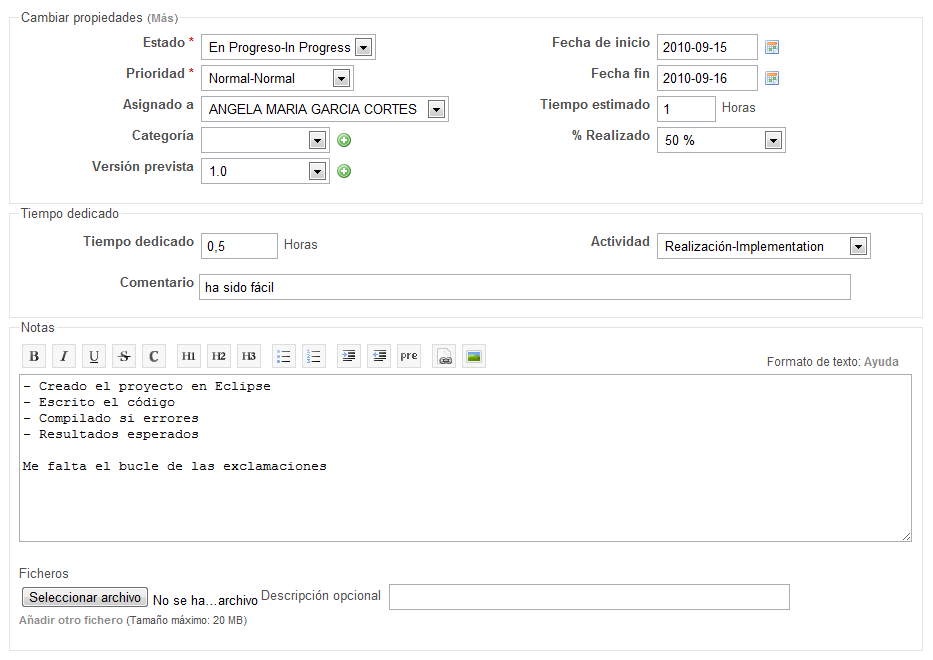 Cambiar propiedades (Más)
Estado * En Progreso-In Progress Fecha de inicio 2010-09-15
Prioridad * Normal-Normal Fecha fin 2010-09-16
Asignado a ANGELA MARIA GARCIA CORTES Tiempo estimado 1 Horas
Categoría % Realizado 50 %
Versión prevista 1.0
Tiempo dedicado
Tiempo dedicado 0,5 Horas Actividad Realización-Implementation
Comentario ha sido fácil
Notas
B I U S C H1 H2 H3 pre Formato de texto: Ayuda
- Creado el proyecto en Eclipse
- Escrito el código
- Compilado si errores
- Resultados esperados
Me falta el bucle de las exclamaciones
Ficheros
Seleccionar archivo No se ha...archivo Descripción opcional
Añadir otro fichero (Tamaño máximo: 20 MB)